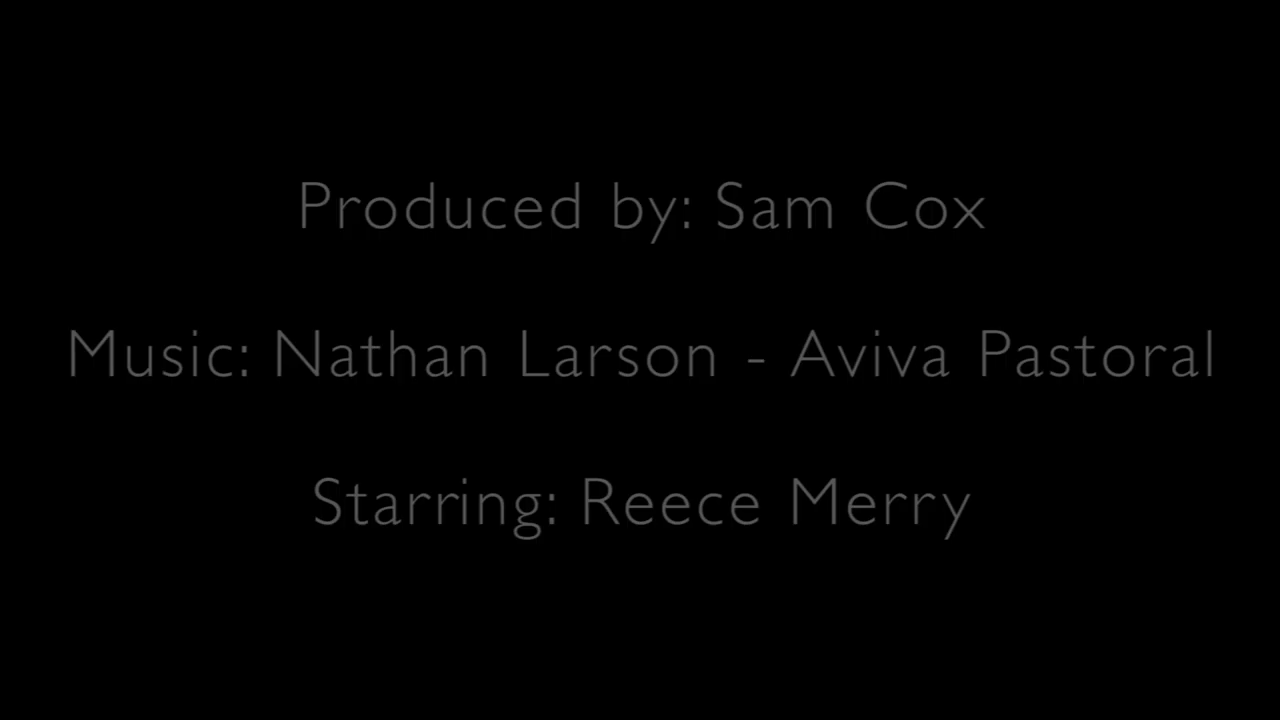 Produced by: Sam Cox
Music: Nathan Larson - Aviva Pastoral
Starring: Reece Merry